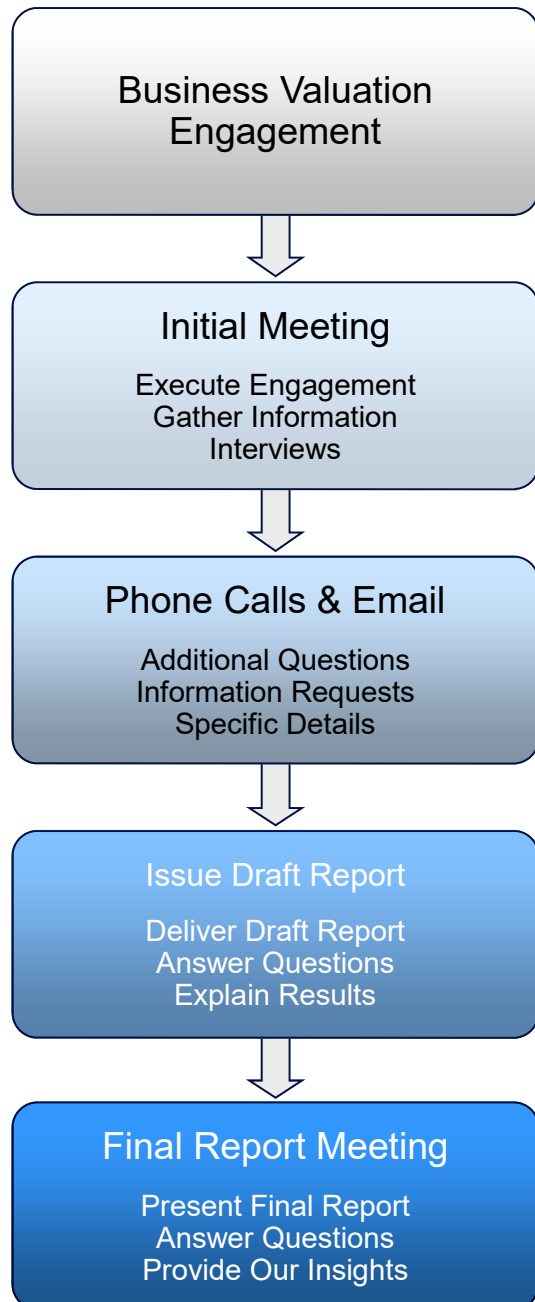 Business Valuation
Engagement
Initial Meeting
Execute Engagement
Gather Information
Interviews
Phone Calls & Email
Additional Questions
Information Requests
Specific Details
Issue Draft Report
Deliver Draft Report
Answer Questions
Explain Results
Final Report Meeting
Present Final Report
Answer Questions
Provide Our Insights